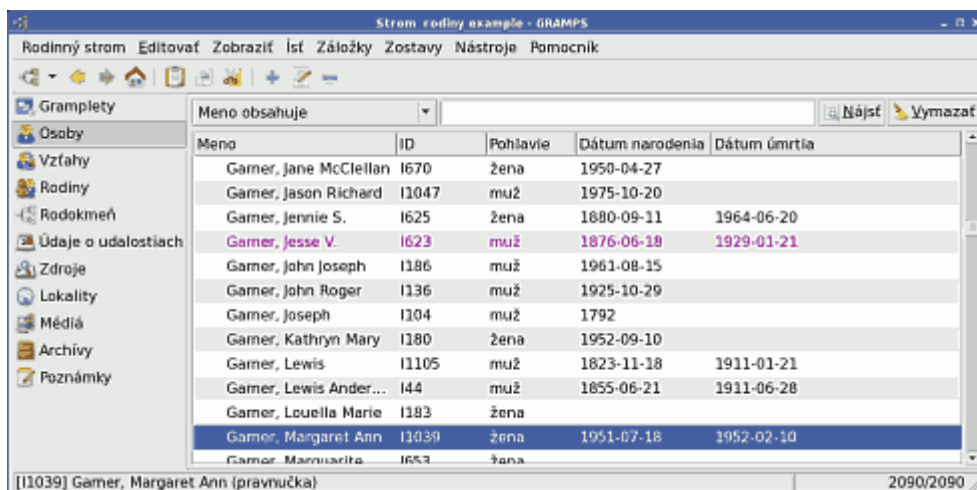 Strom rodiny example - GRAMPS
Rodinný strom Editovať Zobraziť Ísť Záložky Zostavy Nástroje Pomocník
Gramplety
Osoby
Vzťahy
Rodiny
Rodokmeň
Údaje o udalostiach
Zdroje
Lokality
Médiá
Archívy
Poznámky
Meno obsahuje Nájsť Vymazať
Meno ID Pohlavie Dátum narodenia Dátum úmrtia
Garner, Jane McClellan I670 žena 1950-04-27
Garner, Jason Richard I1047 muž 1975-10-20
Garner, Jennie S. I625 žena 1880-09-11 1964-06-20
Garner, Jesse V. I623 muž 1876-06-18 1929-01-21
Garner, John Joseph I186 muž 1961-08-15
Garner, John Roger I136 muž 1925-10-29
Garner, Joseph I104 muž 1792
Garner, Kathryn Mary I180 žena 1952-09-10
Garner, Lewis I1105 muž 1823-11-18 1911-01-21
Garner, Lewis Ander... I44 muž 1855-06-21 1911-06-28
Garner, Louella Marie I183 žena
Garner, Margaret Ann I1039 žena 1951-07-18 1952-02-10
Garner, Marguarite I653 žena
[I1039] Garner, Margaret Ann (pravnučka) 2090/2090